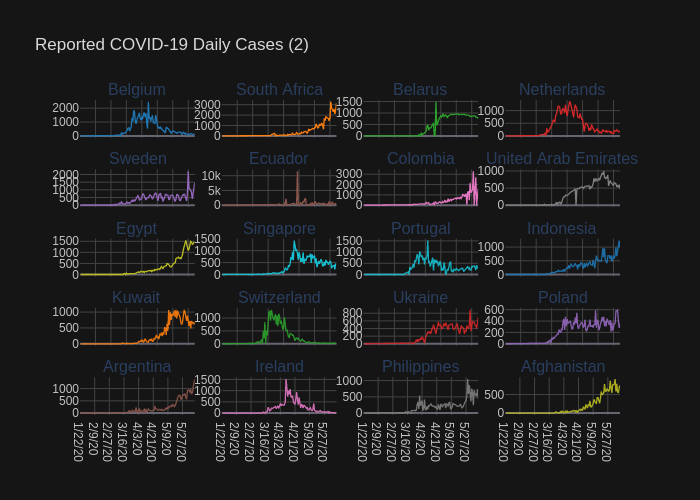 Reported COVID-19 Daily Cases (2)
Belgium South Africa Belarus Netherlands
2000 1000 0 3000 2000 1000 0 1500 1000 500 0 1000 500 0
Sweden Ecuador Colombia United Arab Emirates
2000 1500 1000 500 0 10k 5k 0 3000 2000 1000 0 1000 500 0
Egypt Singapore Portugal Indonesia
1500 1000 500 0 1500 1000 500 0 1500 1000 500 0 1000 500 0
Kuwait Switzerland Ukraine Poland
1000 500 0 1000 500 0 800 600 400 200 0 600 400 200 0
Argentina Ireland Philippines Afghanistan
1000 500 0 1500 1000 500 0 1000 500 0 500 0
1/22/20 2/9/20 2/27/20 3/16/20 4/3/20 4/21/20 5/9/20 5/27/20 1/22/20 2/9/20 2/27/20 3/16/20 4/3/20 4/21/20 5/9/20 5/27/20 1/22/20 2/9/20 2/27/20 3/16/20 4/3/20 4/21/20 5/9/20 5/27/20 1/22/20 2/9/20 2/27/20 3/16/20 4/3/20 4/21/20 5/9/20 5/27/20